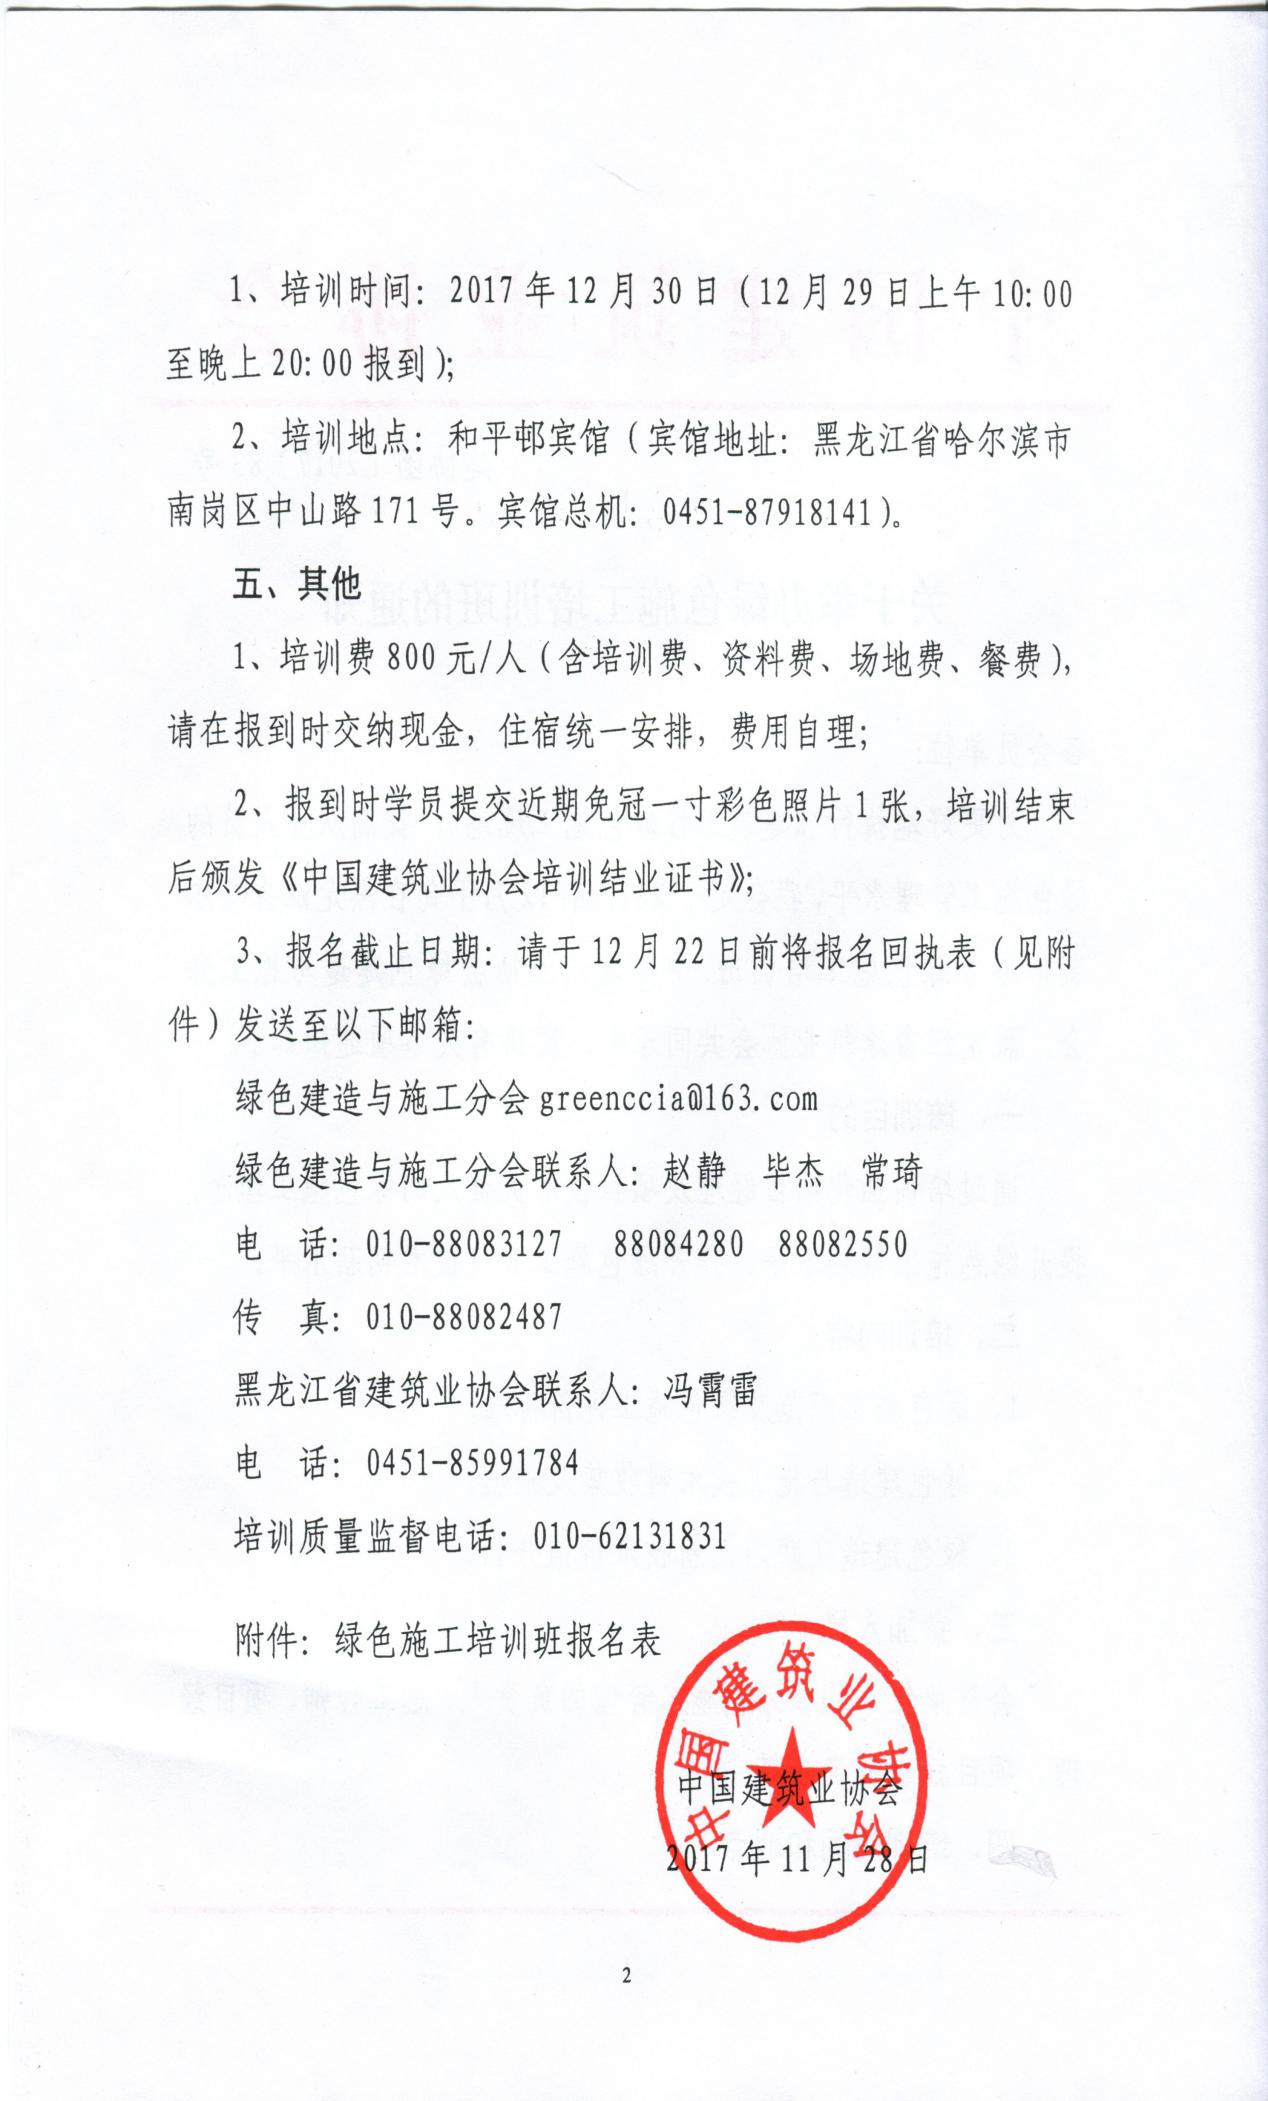 1、培训时间：2017年12月30日（12月29日上午10:00
至晚上20:00报到）；
2、培训地点：和平邨宾馆（宾馆地址：黑龙江省哈尔滨市
南岗区中山路171号。宾馆总机：0451-87918141）。
五、其他
1、培训费800元/人（含培训费、资料费、场地费、餐费），
请在报到时交纳现金，住宿统一安排，费用自理；
2、报到时学员提交近期免冠一寸彩色照片1张，培训结束
后颁发《中国建筑业协会培训结业证书》；
3、报名截止日期：请于12月22日前将报名回执表（见附
件）发送至以下邮箱：
绿色建造与施工分会greenccia@163.com
绿色建造与施工分会联系人：赵静 毕杰 常琦
电 话：010-88083127 88084280 88082550
传 真：010-88082487
黑龙江省建筑业协会联系人：冯霄雷
电 话：0451-85991784
培训质量监督电话：010-62131831
附件：绿色施工培训班报名表
中国建筑业协会
中国建筑业协会
2017年11月28日
2